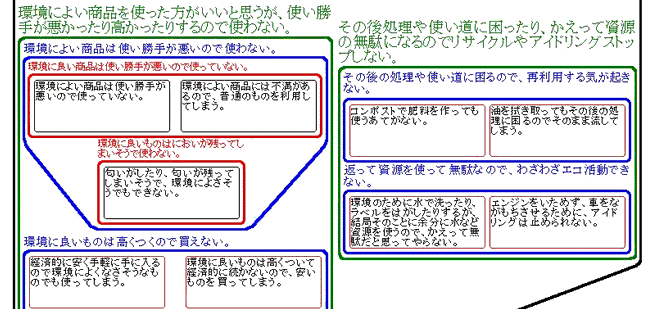 環境によい商品を使った方がいいと思うが、使い勝
手が悪かったり高かったりするので使わない。
環境によい商品は使い勝手が悪いので使わない。
環境に良い商品は使い勝手が悪いので使っていない。
環境によい商品は使い勝手が
悪いので使っていない。
環境によい商品には不満があ
るので、普通のものを利用し
てしまう。
環境に良いものはにおいが残ってし
まいそうで使わない。
匂いがしたり、匂いが残って
しまいそうで、環境によさそ
うでもできない。
環境に良いものは高くつくので買えない。
経済的に安く手軽に手に入る
ので環境によくなさそうなも
のでも使ってしまう。
環境に良いものは高くついて
経済的に続かないので、安い
ものを買ってしまう。
その後処理や使い道に困ったり、かえって資源
の無駄になるのでリサイクルやアイドリングストッ
プしない。
その後の処理や使い道に困るので、再利用する気が起き
ない。
コンポストで肥料を作っても
使うあてがない。
油を拭き取ってもその後の処
理に困るのでそのまま流して
しまう。
返って資源を使って無駄なので、わざわざエコ活動でき
ない。
環境のために水で洗ったり、
ラベルをはがしたりするが、
結局そのことに余分に水など
資源を使うので、かえって無
駄だと思ってやらない。
エンジンをいためず、車をな
がもちさせるために、アイド
リングは止められない。